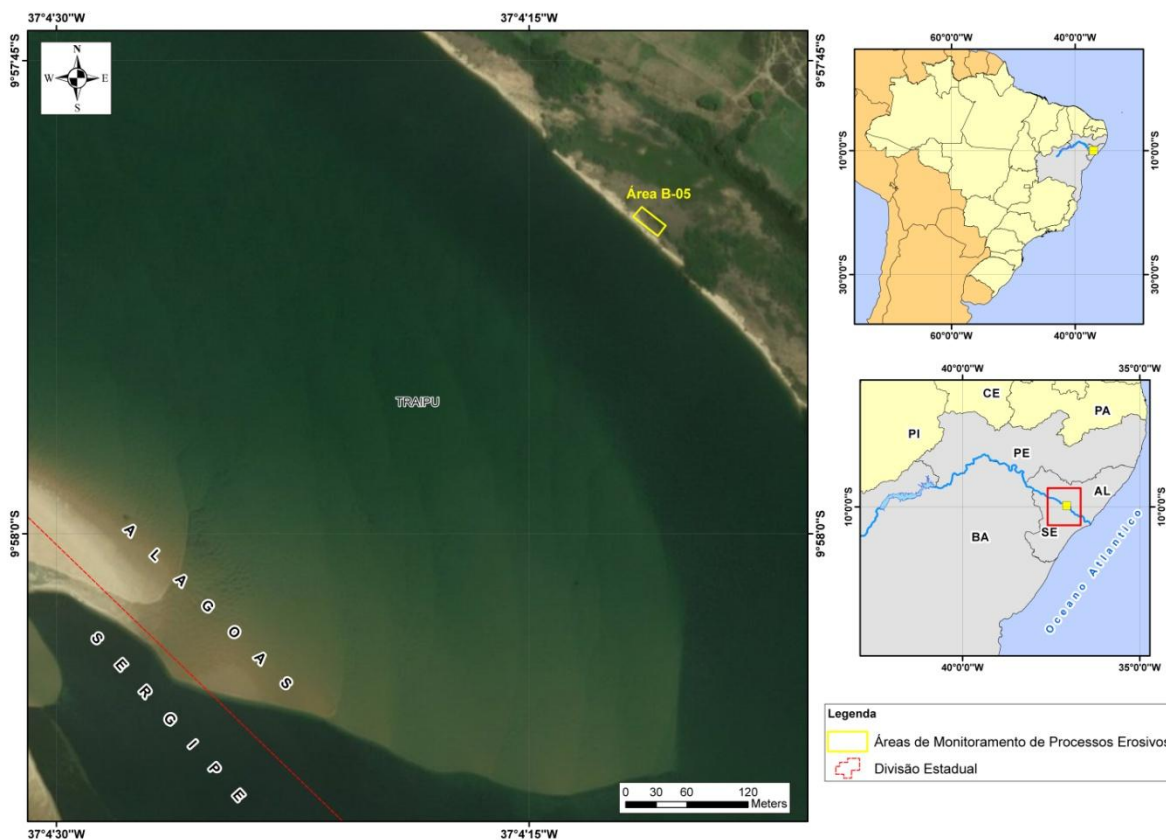 37°4'30"W
37°4'15"W
9°57'45"S
9°57'45"S
N
W
E
S
Área B-05
TRAIPU
9°58'0"S
9°58'0"S
ALAGOAS
SERGIPE
0 30 60 120
Meters
37°4'30"W
37°4'15"W
60°0'0"W
40°0'0"W
10°0'0"S
10°0'0"S
30°0'0"S
30°0'0"S
60°0'0"W
40°0'0"W
40°0'0"W
35°0'0"W
CE
PA
PI
PE
AL
10°0'0"S
10°0'0"S
SE
BA
Oceano Atlantico
40°0'0"W
35°0'0"W
Legenda
Áreas de Monitoramento de Processos Erosivos
Divisão Estadual